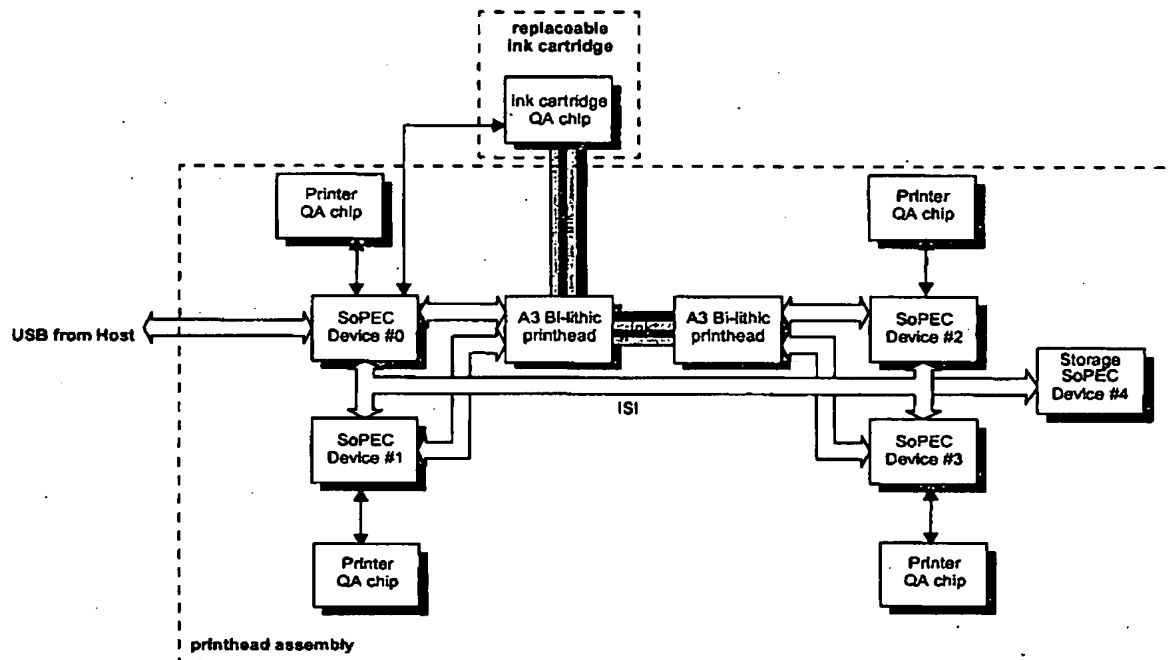 replaceable
ink cartridge
Ink cartridge
QA chip
Printer
QA chip
Printer
QA chip
USB from Host
SoPEC
Device #0
A3 Bi-lithic
printhead
ink
A3 Bi-lithic
printhead
SoPEC
Device #2
Storage
SoPEC
Device #4
ISI
SoPEC
Device #1
SoPEC
Device #3
Printer
QA chip
Printer
QA chip
printhead assembly